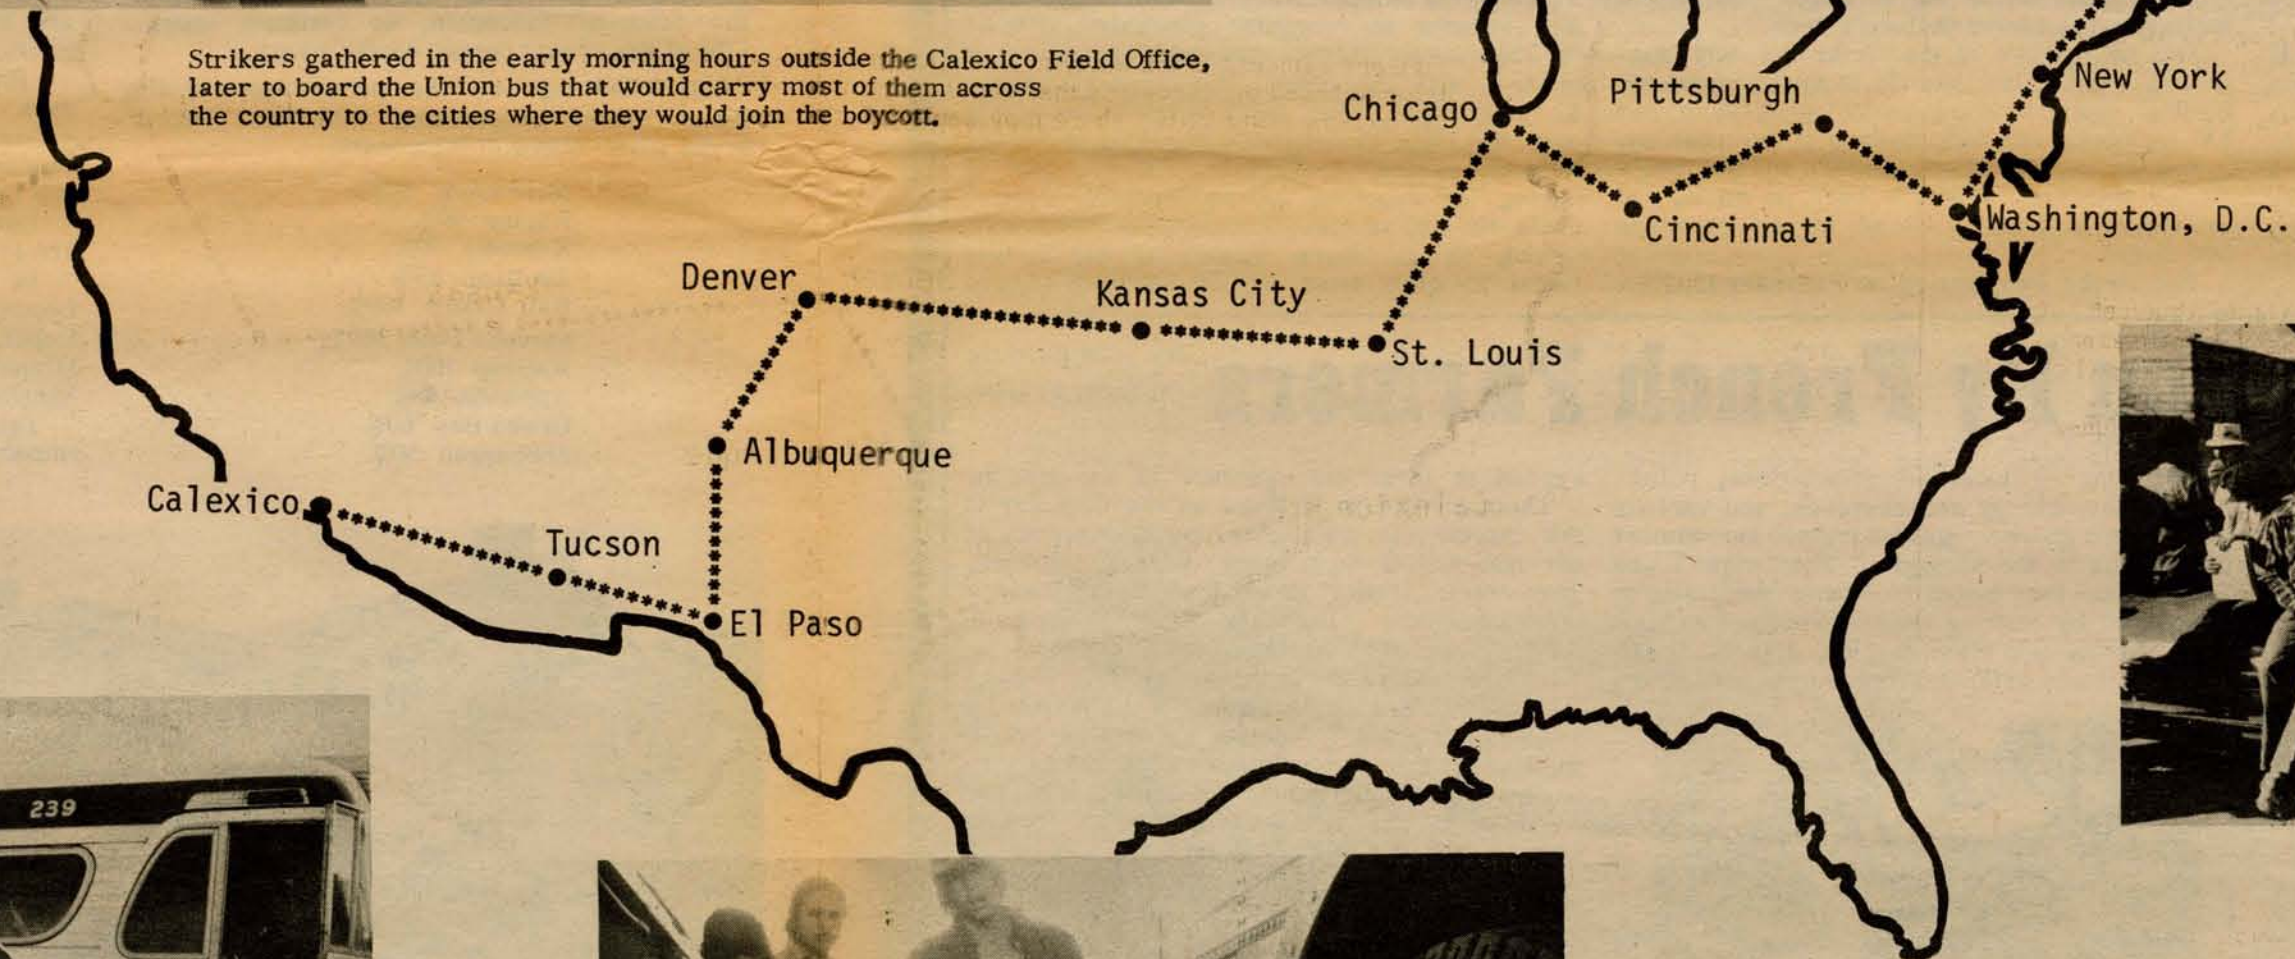 Strikers gathered in the early morning hours outside the Calexico Field Office,
later to board the Union bus that would carry most of them across
the country to the cities where they would join the boycott.
New York
Pittsburgh
Chicago
Washington, D.C.
Cincinnati
Denver
Kansas City
St. Louis
Albuquerque
Calexico
Tucson
El Paso
239